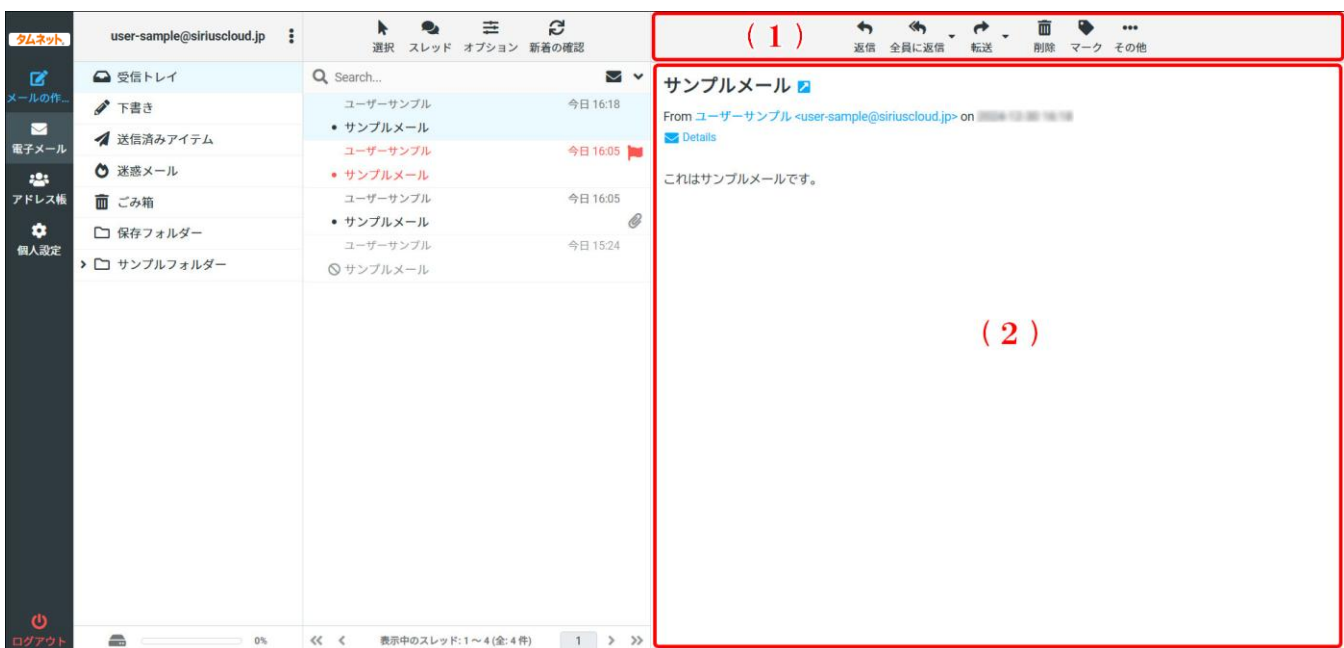 タムネット
メールの作...
電子メール
アドレス帳
個人設定
ログアウト
user-sample@siriuscloud.jp
受信トレイ
下書き
送信済みアイテム
迷惑メール
ごみ箱
保存フォルダー
サンプルフォルダー
0%
選択 スレッド オプション 新着の確認
Search...
ユーザーサンプル 今日 16:18
サンプルメール
ユーザーサンプル 今日 16:05
サンプルメール
ユーザーサンプル 今日 16:05
サンプルメール
ユーザーサンプル 今日 15:24
サンプルメール
表示中のスレッド: 1 ～ 4 (全: 4 件) 1
(1)
返信 全員に返信 転送 削除 マーク その他
サンプルメール
From ユーザーサンプル <user-sample@siriuscloud.jp> on
Details
これはサンプルメールです。
(2)